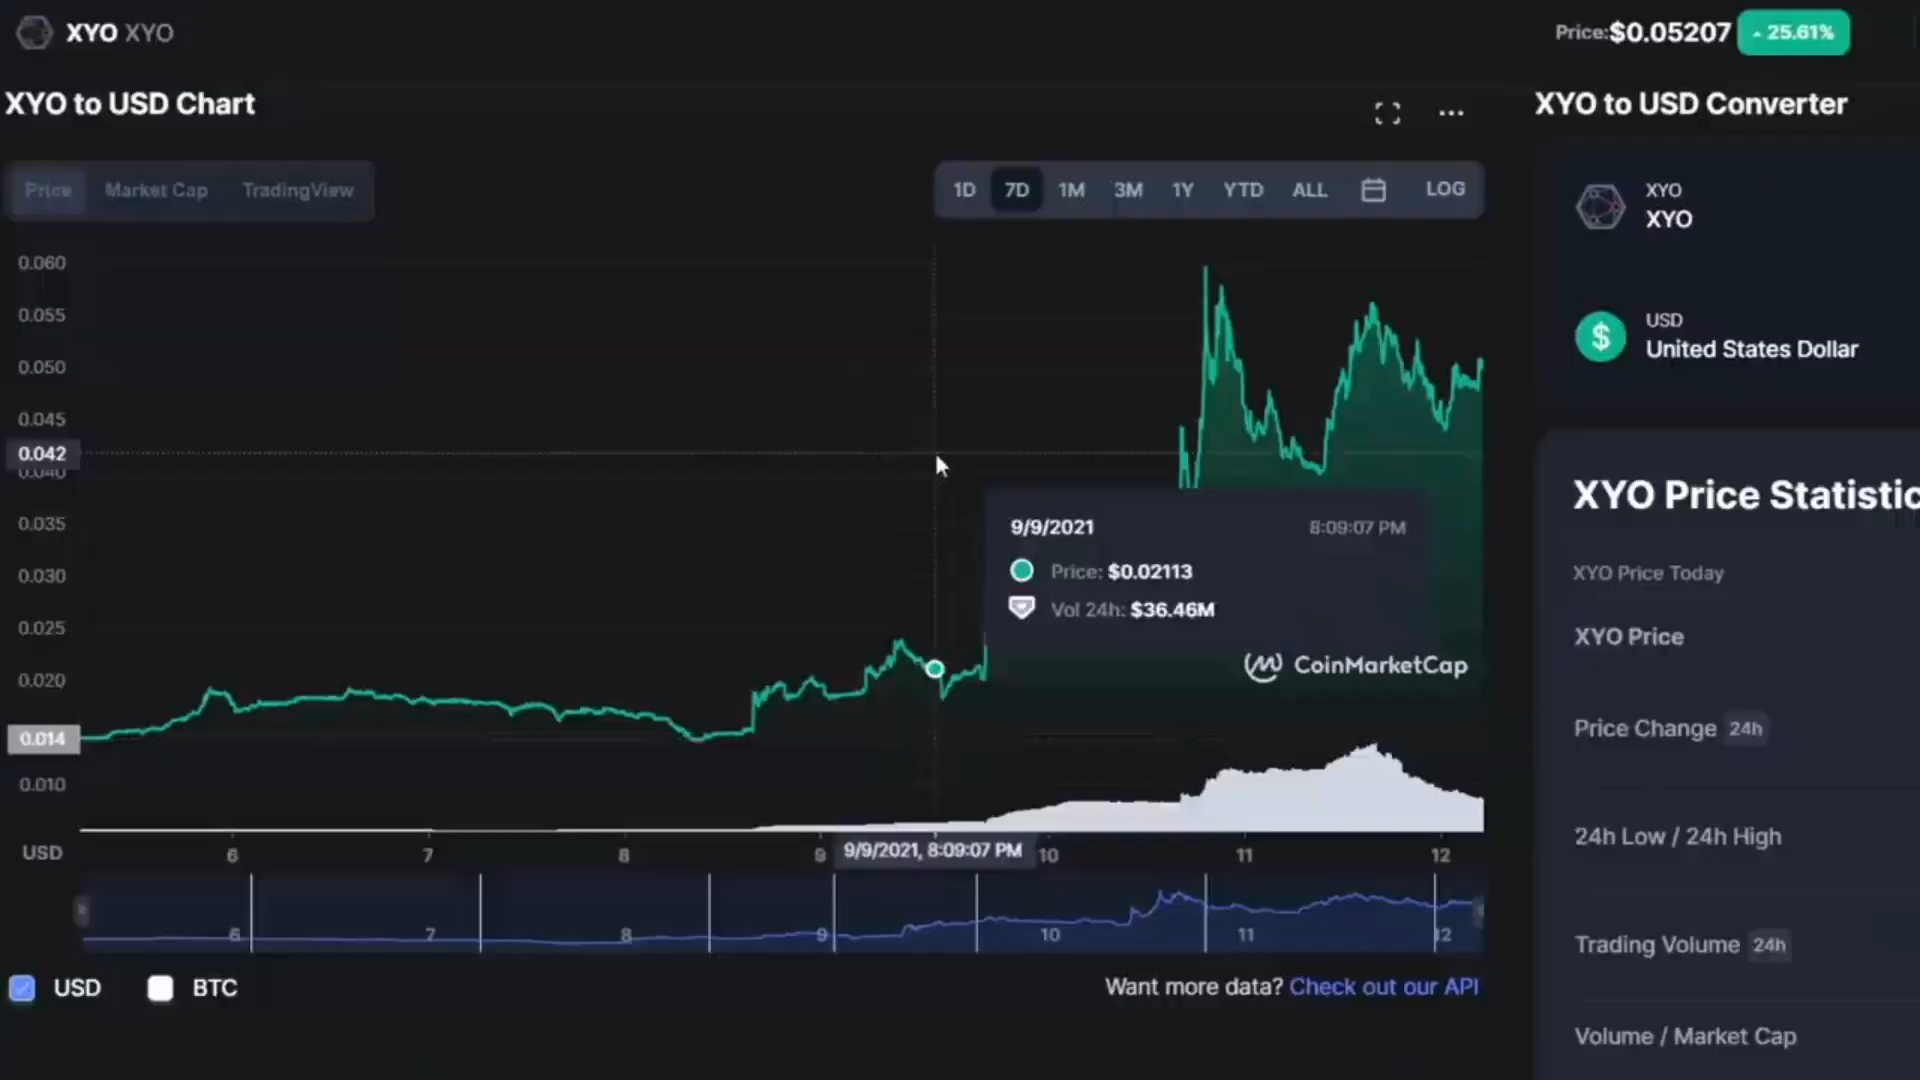 XYO XYO
Price: $0.05207 25.61%
XYO to USD Chart
XYO to USD Converter
Price Market Cap TradingView
1D 7D 1M 3M 1Y YTD ALL LOG
XYO
XYO
USD
United States Dollar
$
0.060
0.055
0.050
0.045
0.042
0.040
0.035
0.030
0.025
0.020
0.014
0.010
9/9/2021 8:09:07 PM
Price: $0.02113
Vol 24h: $36.46M
CoinMarketCap
USD 6 7 8 9 9/9/2021, 8:09:07 PM 10 11 12
6 7 8 9 10 11 12
USD BTC
Want more data? Check out our API
XYO Price Statistic
XYO Price Today
XYO Price
Price Change 24h
24h Low / 24h High
Trading Volume 24h
Volume / Market Cap